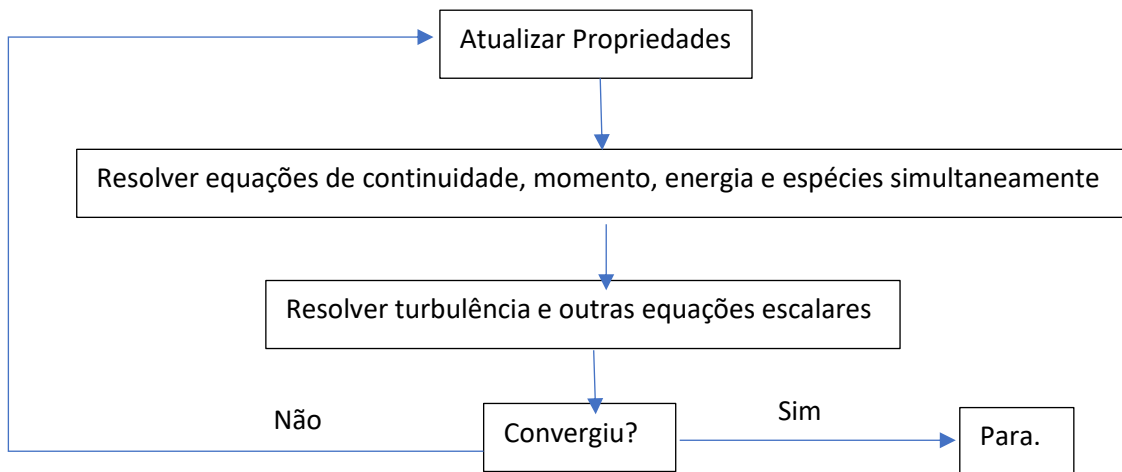 Atualizar Propriedades
Resolver equações de continuidade, momento, energia e espécies simultaneamente
Resolver turbulência e outras equações escalares
Não
Convergiu?
Sim
Para.